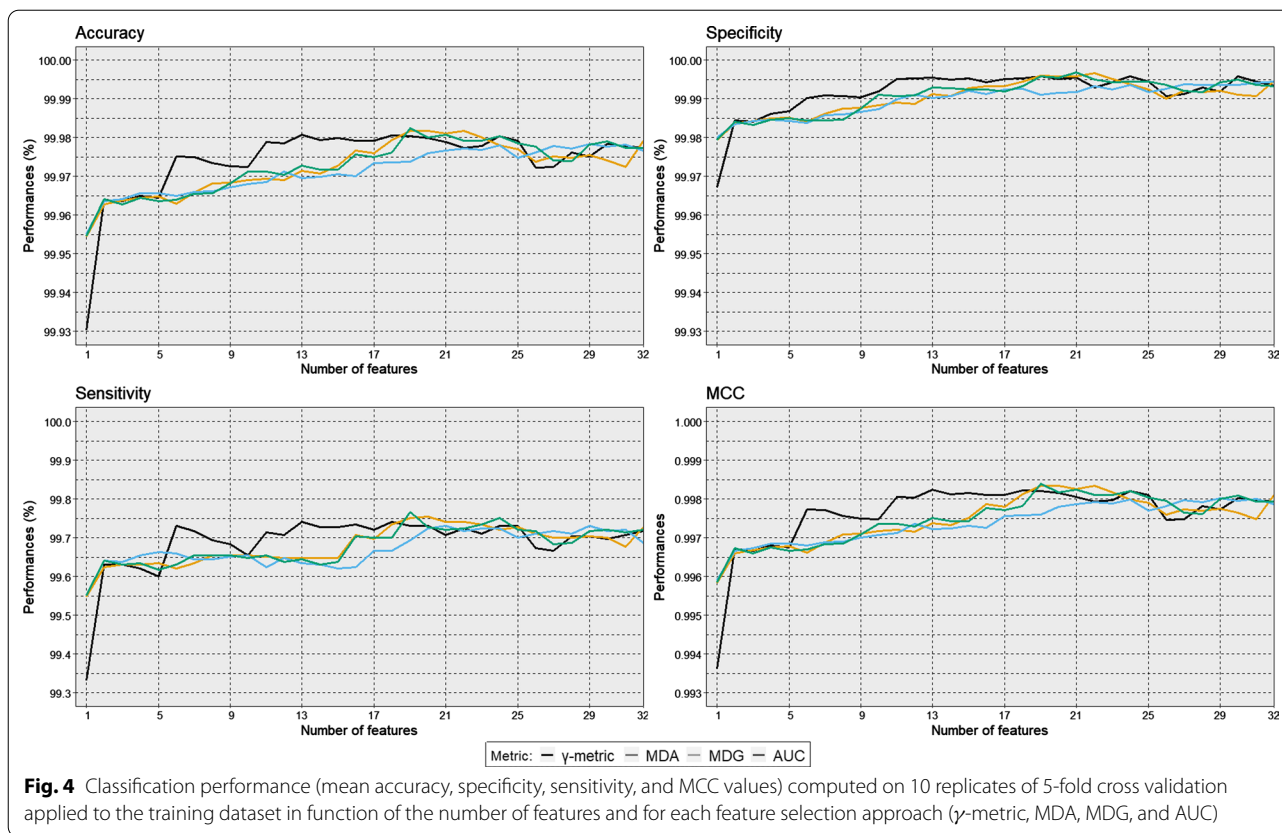 Accuracy
Performances (%)
100.00
99.99
99.98
99.97
99.96
99.95
99.94
99.93
1 5 9 13 17 21 25 29 32
Number of features
Specificity
Performances (%)
100.00
99.99
99.98
99.97
99.96
99.95
99.94
99.93
1 5 9 13 17 21 25 29 32
Number of features
Sensitivity
Performances (%)
100.0
99.9
99.8
99.7
99.6
99.5
99.4
99.3
1 5 9 13 17 21 25 29 32
Number of features
MCC
Performances (%)
1.000
0.999
0.998
0.997
0.996
0.995
0.994
0.993
1 5 9 13 17 21 25 29 32
Number of features
Metric: γ-metric MDA MDG AUC
Fig. 4 Classification performance (mean accuracy, specificity, sensitivity, and MCC values) computed on 10 replicates of 5-fold cross validation
applied to the training dataset in function of the number of features and for each feature selection approach (γ-metric, MDA, MDG, and AUC)